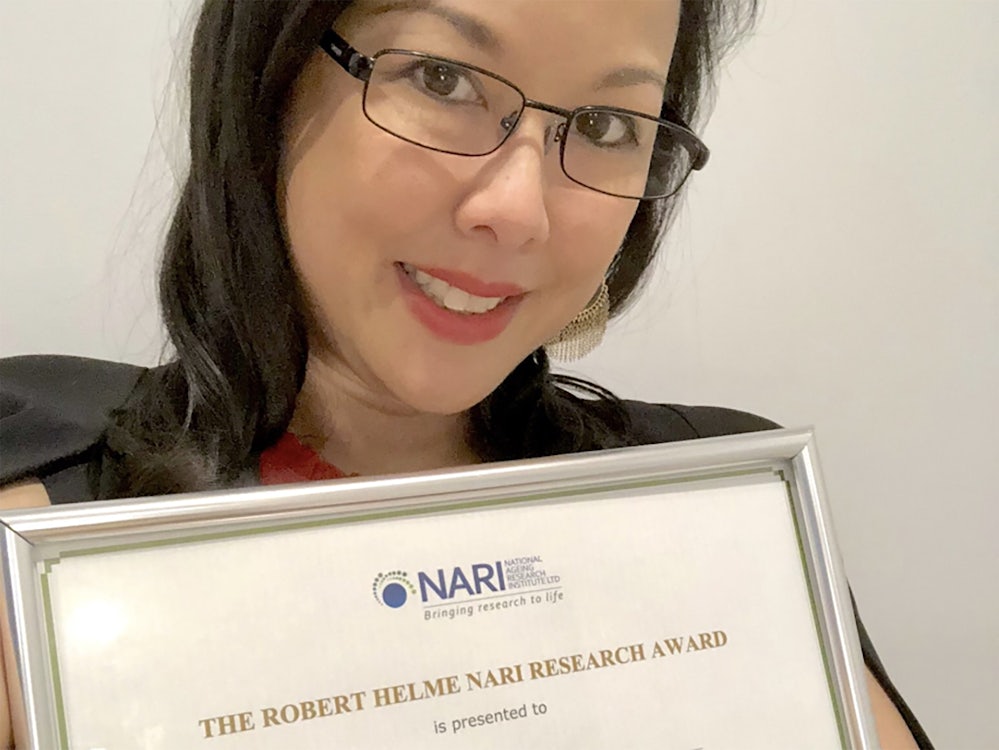 NARI
NATIONAL
AGEING
RESEARCH
INSTITUTE LTD
Bringing research to life
THE ROBERT HELME NARI RESEARCH AWARD
is presented to